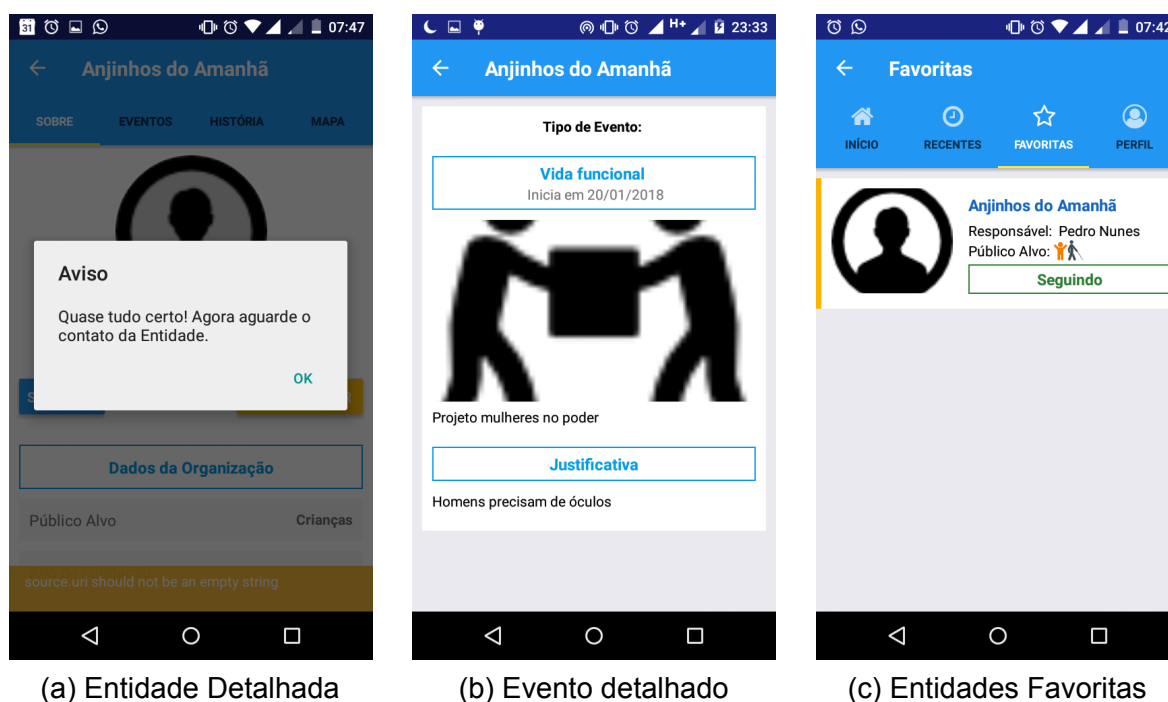 31
07:47
Anjinhos do Amanhã
SOBRE EVENTOS HISTÓRIA MAPA
Aviso
Quase tudo certo! Agora aguarde o
contato da Entidade.
OK
Dados da Organização
Público Alvo Crianças
source.uri should not be an empty string
(a) Entidade Detalhada
H+ 23:33
Anjinhos do Amanhã
Tipo de Evento:
Vida funcional
Inicia em 20/01/2018
Projeto mulheres no poder
Justificativa
Homens precisam de óculos
(b) Evento detalhado
07:42
Favoritas
INÍCIO RECENTES FAVORITAS PERFIL
Anjinhos do Amanhã
Responsável: Pedro Nunes
Público Alvo:
Seguindo
(c) Entidades Favoritas